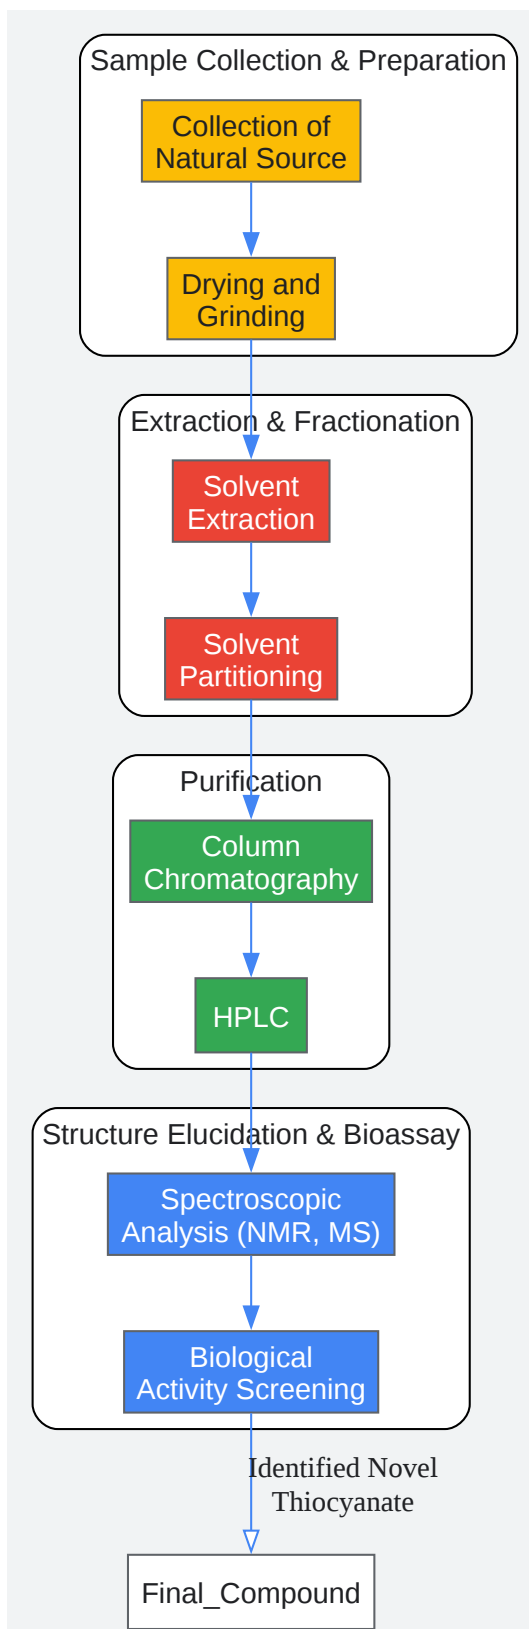 Sample Collection & Preparation
Collection of
Natural Source
Drying and
Grinding
Extraction & Fractionation
Solvent
Extraction
Solvent
Partitioning
Purification
Column
Chromatography
HPLC
Structure Elucidation & Bioassay
Spectroscopic
Analysis (NMR, MS)
Biological
Activity Screening
Identified Novel
Thiocyanate
Final_Compound